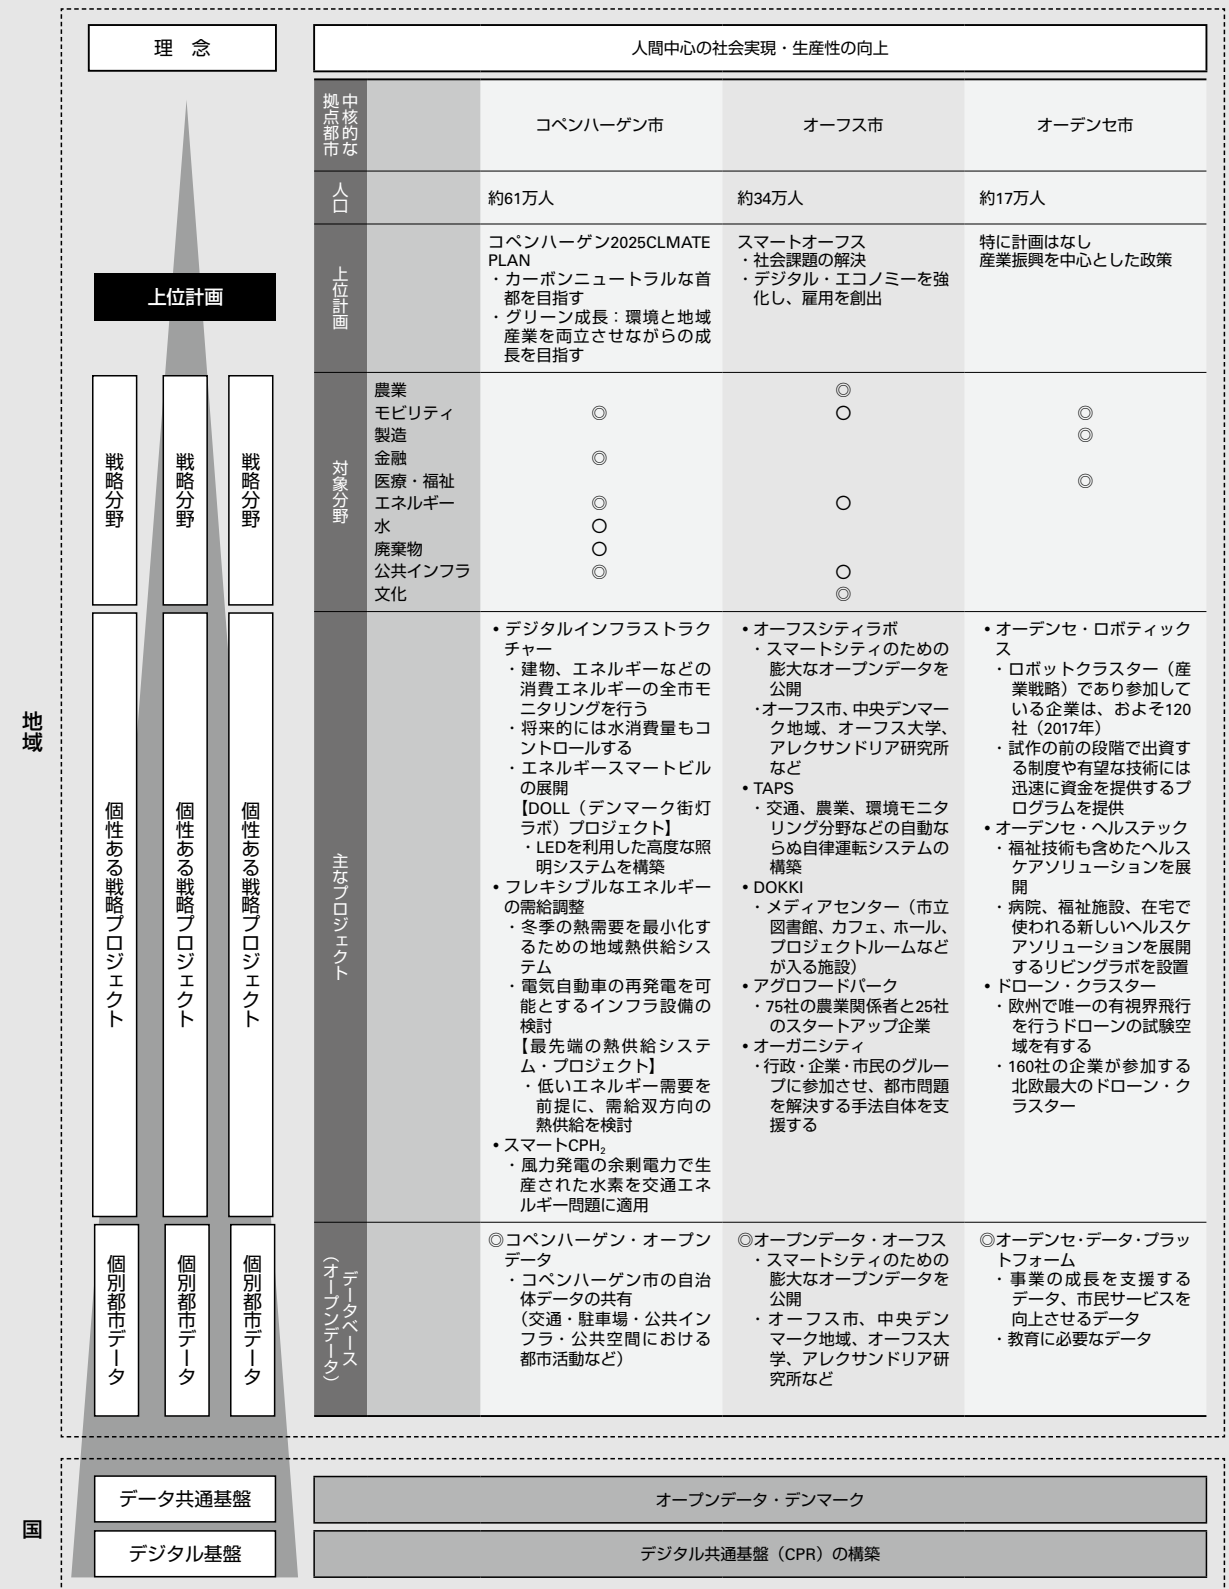 理 念
人間中心の社会実現・生産性の向上
中核的な
拠点都市
コペンハーゲン市
オーフス市
オーデンセ市
人口
約61万人
約34万人
約17万人
上位計画
上位計画
コペンハーゲン2025CLMATE
PLAN
・カーボンニュートラルな首
都を目指す
・グリーン成長：環境と地域
産業を両立させながらの成
長を目指す
スマートオーフス
・社会課題の解決
・デジタル・エコノミーを強
化し、雇用を創出
特に計画はなし
産業振興を中心とした政策
戦略分野
戦略分野
戦略分野
対象分野
農業 ◎
モビリティ ◎ ○ ◎
製造 ◎
金融 ◎
医療・福祉 ◎
エネルギー ◎ ○
水 ○
廃棄物 ○
公共インフラ ◎ ○
文化 ◎
地域
個性ある戦略プロジェクト
個性ある戦略プロジェクト
個性ある戦略プロジェクト
主なプロジェクト
•デジタルインフラストラク
チャー
・建物、エネルギーなどの
消費エネルギーの全市モ
ニタリングを行う
・将来的には水消費量もコ
ントロールする
・エネルギースマートビル
の展開
【DOLL（デンマーク街灯
ラボ）プロジェクト】
・LEDを利用した高度な照
明システムを構築
•フレキシブルなエネルギー
の需給調整
・冬季の熱需要を最小化す
るための地域熱供給シス
テム
・電気自動車の再発電を可
能とするインフラ設備の
検討
【最先端の熱供給システ
ム・プロジェクト】
・低いエネルギー需要を
前提に、需給双方向の
熱供給を検討
•スマートCPH₂
・風力発電の余剰電力で生
産された水素を交通エネ
ルギー問題に適用
•オーフスシティラボ
・スマートシティのための
膨大なオープンデータを
公開
・オーフス市、中央デンマー
ク地域、オーフス大学、
アレクサンドリア研究所
など
•TAPS
・交通、農業、環境モニタ
リング分野などの自動な
らぬ自律運転システムの
構築
•DOKKI
・メディアセンター（市立
図書館、カフェ、ホール、
プロジェクトルームなど
が入る施設）
•アグロフードパーク
・75社の農業関係者と25社
のスタートアップ企業
•オーガニシティ
・行政・企業・市民のグルー
プに参加させ、都市問題
を解決する手法自体を支
援する
•オーデンセ・ロボティック
ス
・ロボットクラスター（産
業戦略）であり参加して
いる企業は、およそ120
社（2017年）
・試作の前の段階で出資す
る制度や有望な技術には
迅速に資金を提供するプ
ログラムを提供
•オーデンセ・ヘルステック
・福祉技術も含めたヘルス
ケアソリューションを展
開
・病院、福祉施設、在宅で
使われる新しいヘルスケ
アソリューションを展開
するリビングラボを設置
•ドローン・クラスター
・欧州で唯一の有視界飛行
を行うドローンの試験空
域を有する
・160社の企業が参加する
北欧最大のドローン・ク
ラスター
個別都市データ
個別都市データ
個別都市データ
データベース
（オープンデータ）
◎コペンハーゲン・オープン
データ
・コペンハーゲン市の自治
体データの共有
（交通・駐車場・公共イン
フラ・公共空間における
都市活動など）
◎オープンデータ・オーフス
・スマートシティのための
膨大なオープンデータを
公開
・オーフス市、中央デン
マーク地域、オーフス大
学、アレクサンドリア研
究所など
◎オーデンセ・データ・プラッ
トフォーム
・事業の成長を支援する
データ、市民サービスを
向上させるデータ
・教育に必要なデータ
国
データ共通基盤
オープンデータ・デンマーク
デジタル基盤
デジタル共通基盤（CPR）の構築